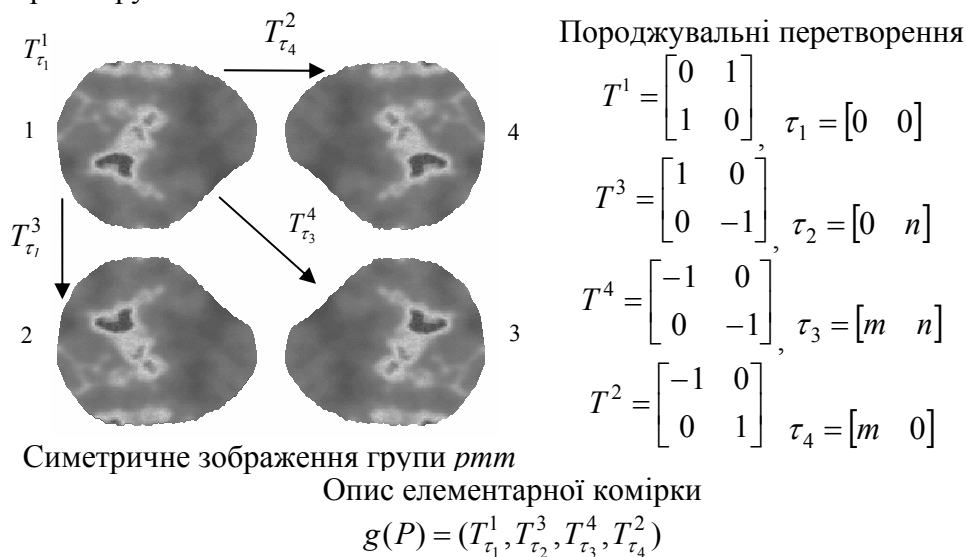 T^1_{τ_1}
T^2_{τ_4}
1
4
T^3_{τ_1}
T^4_{τ_3}
2
3
Симетричне зображення групи pmm
Породжувальні перетворення
T^1 = [0 1; 1 0], τ_1 = [0 0]
T^3 = [1 0; 0 −1], τ_2 = [0 n]
T^4 = [−1 0; 0 −1], τ_3 = [m n]
T^2 = [−1 0; 0 1] τ_4 = [m 0]
Опис елементарної комірки
g(P) = (T^1_{τ_1}, T^3_{τ_2}, T^4_{τ_3}, T^2_{τ_4})